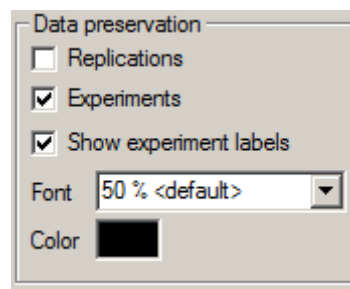 Data preservation
Replications
Experiments
Show experiment labels
Font 50 % <default>
Color